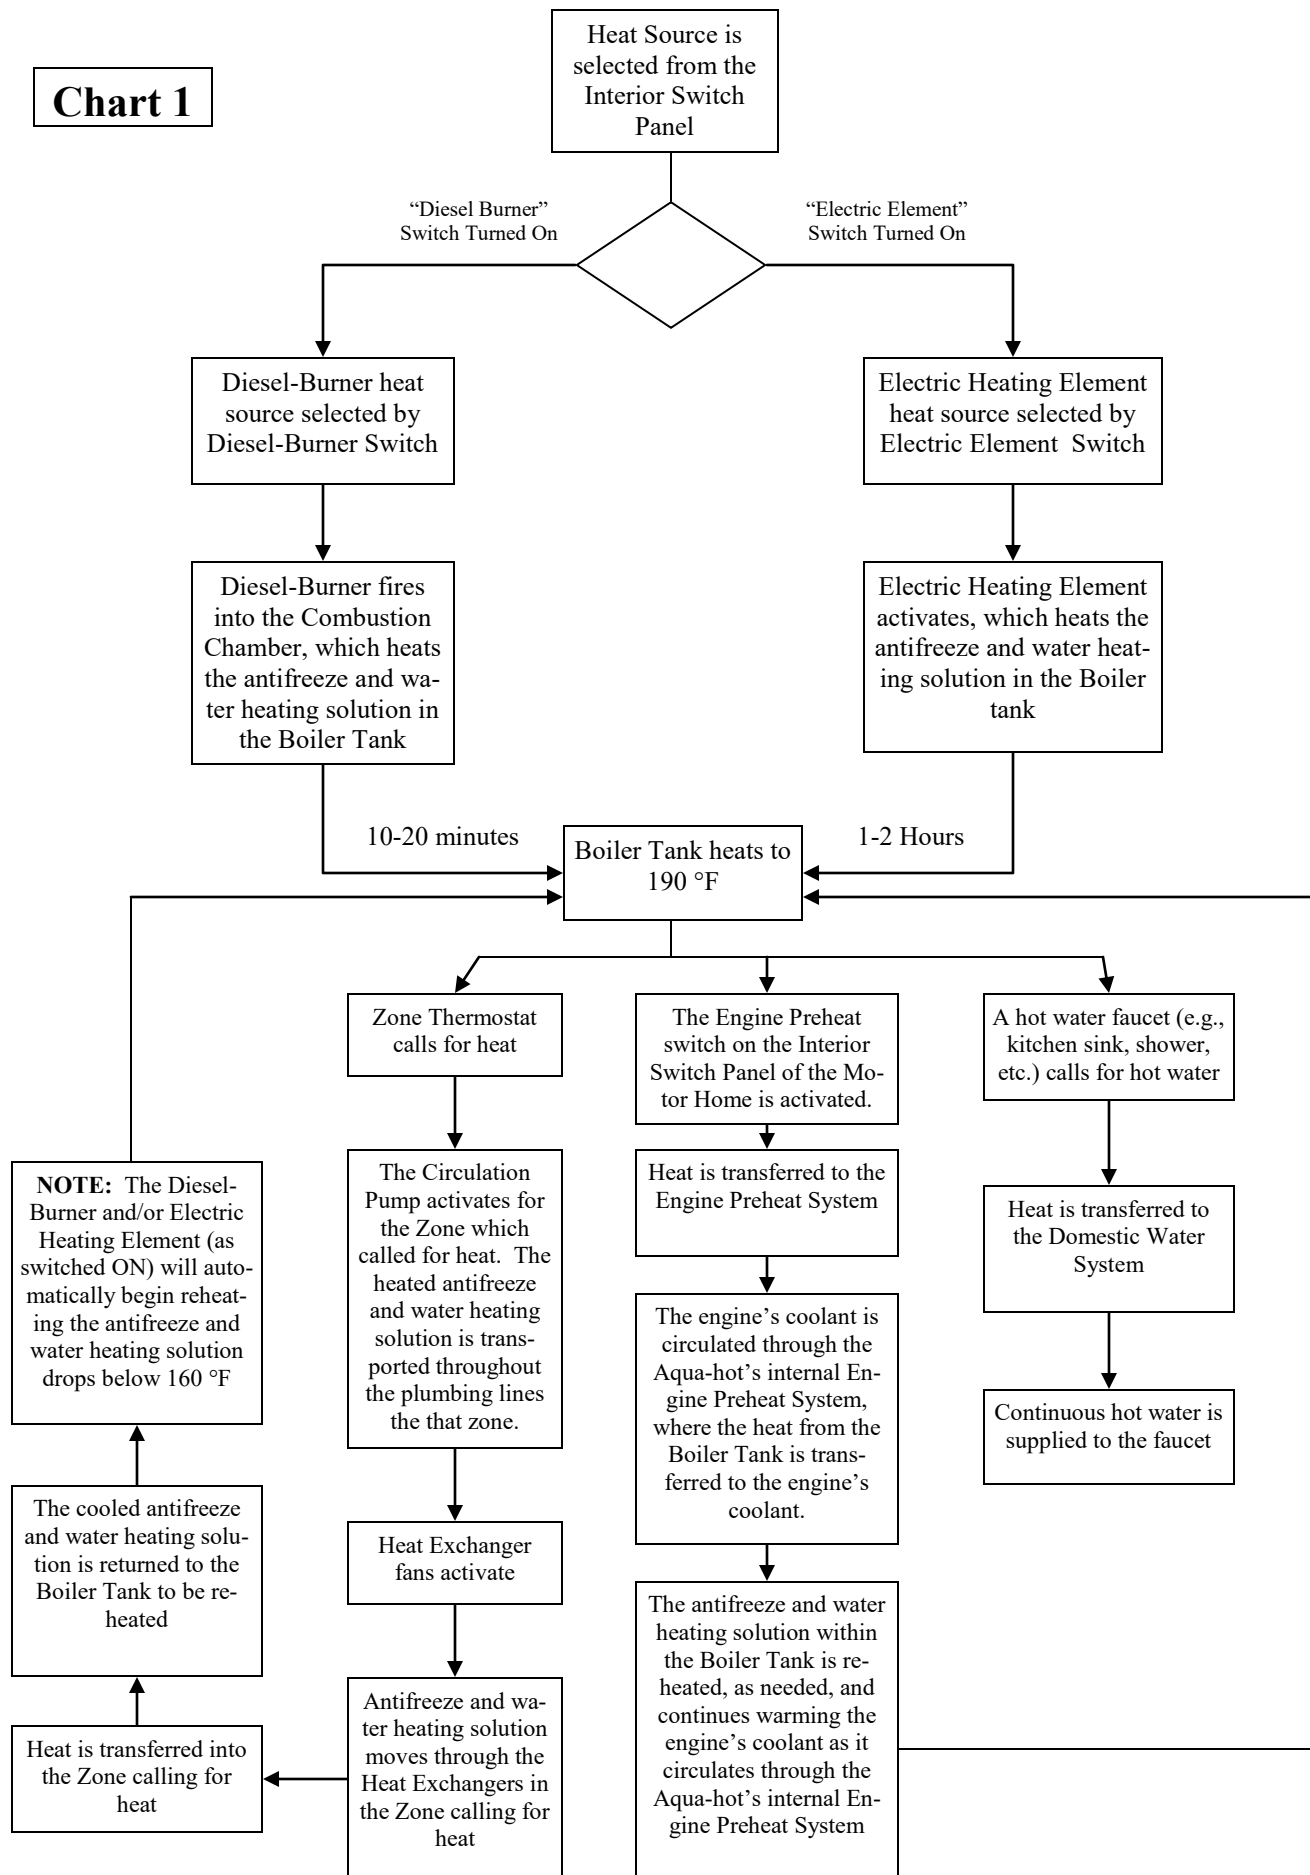 Chart 1
Heat Source is
selected from the
Interior Switch
Panel
“Diesel Burner”
Switch Turned On
“Electric Element”
Switch Turned On
Diesel-Burner heat
source selected by
Diesel-Burner Switch
Electric Heating Element
heat source selected by
Electric Element  Switch
Diesel-Burner fires
into the Combustion
Chamber, which heats
the antifreeze and wa-
ter heating solution in
the Boiler Tank
Electric Heating Element
activates, which heats the
antifreeze and water heat-
ing solution in the Boiler
tank
10-20 minutes
Boiler Tank heats to
190 °F
1-2 Hours
Zone Thermostat
calls for heat
The Circulation
Pump activates for
the Zone which
called for heat.  The
heated antifreeze
and water heating
solution is trans-
ported throughout
the plumbing lines
the that zone.
Heat Exchanger
fans activate
Antifreeze and wa-
ter heating solution
moves through the
Heat Exchangers in
the Zone calling for
heat
Heat is transferred into
the Zone calling for
heat
The cooled antifreeze
and water heating solu-
tion is returned to the
Boiler Tank to be re-
heated
NOTE:  The Diesel-
Burner and/or Electric
Heating Element (as
switched ON) will auto-
matically begin reheat-
ing the antifreeze and
water heating solution
drops below 160 °F
The Engine Preheat
switch on the Interior
Switch Panel of the Mo-
tor Home is activated.
Heat is transferred to the
Engine Preheat System
The engine’s coolant is
circulated through the
Aqua-hot’s internal En-
gine Preheat System,
where the heat from the
Boiler Tank is trans-
ferred to the engine’s
coolant.
The antifreeze and water
heating solution within
the Boiler Tank is re-
heated, as needed, and
continues warming the
engine’s coolant as it
circulates through the
Aqua-hot’s internal En-
gine Preheat System
A hot water faucet (e.g.,
kitchen sink, shower,
etc.) calls for hot water
Heat is transferred to
the Domestic Water
System
Continuous hot water is
supplied to the faucet